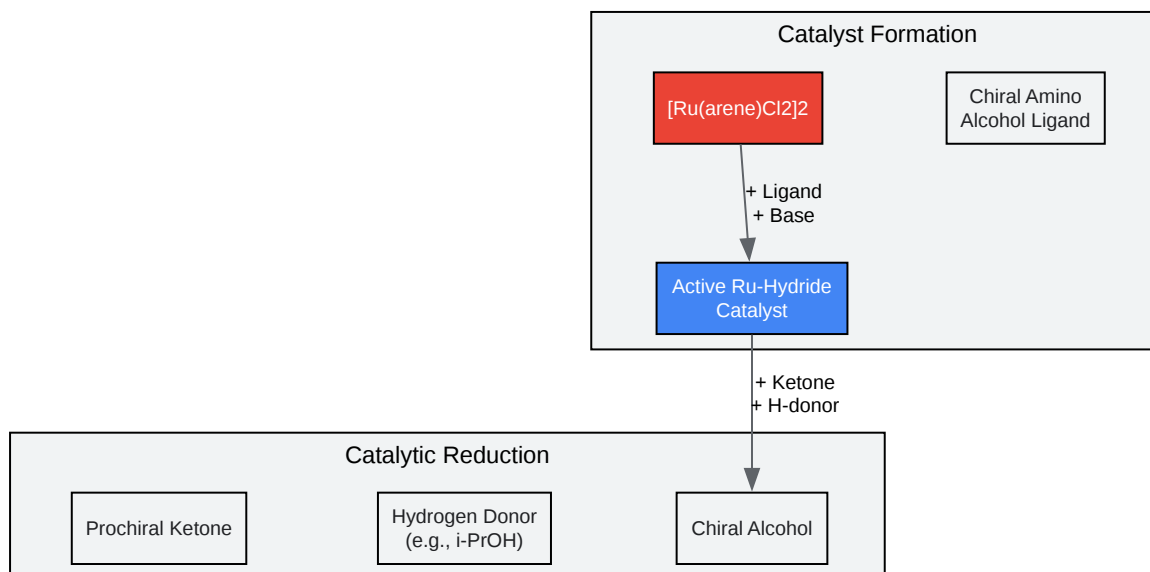 Catalyst Formation
[Ru(arene)Cl2]2
Chiral Amino
Alcohol Ligand
+ Ligand
+ Base
Active Ru-Hydride
Catalyst
+ Ketone
+ H-donor
Catalytic Reduction
Prochiral Ketone
Hydrogen Donor
(e.g., i-PrOH)
Chiral Alcohol